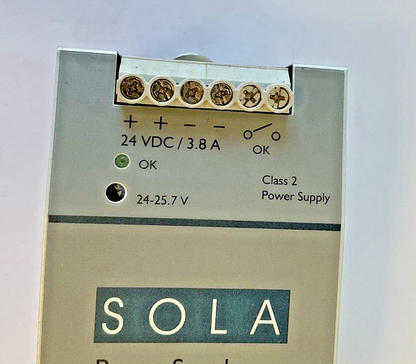 + + − −
24 VDC / 3.8 A
OK
OK
24-25.7 V
Class 2
Power Supply
SOLA